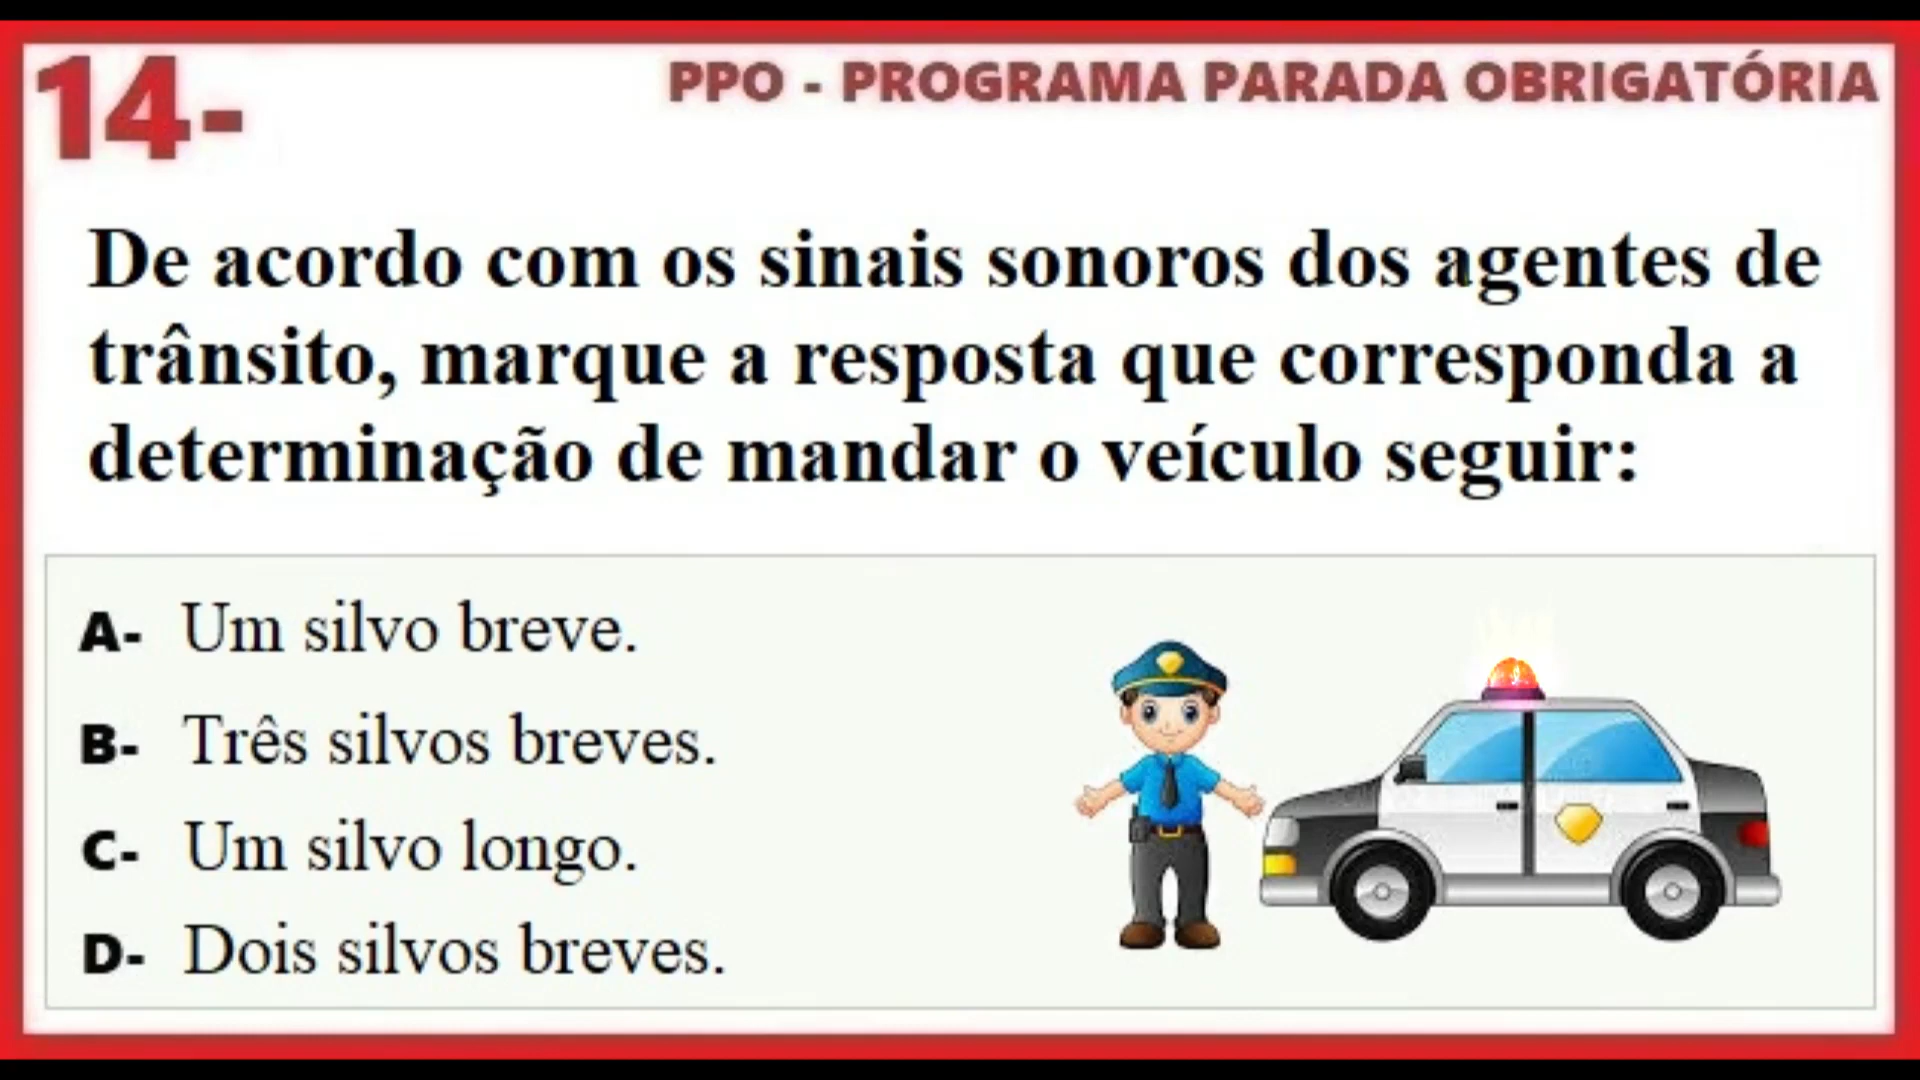 14-
PPO - PROGRAMA PARADA OBRIGATÓRIA
De acordo com os sinais sonoros dos agentes de
trânsito, marque a resposta que corresponda a
determinação de mandar o veículo seguir:
A- Um silvo breve.
B- Três silvos breves.
C- Um silvo longo.
D- Dois silvos breves.